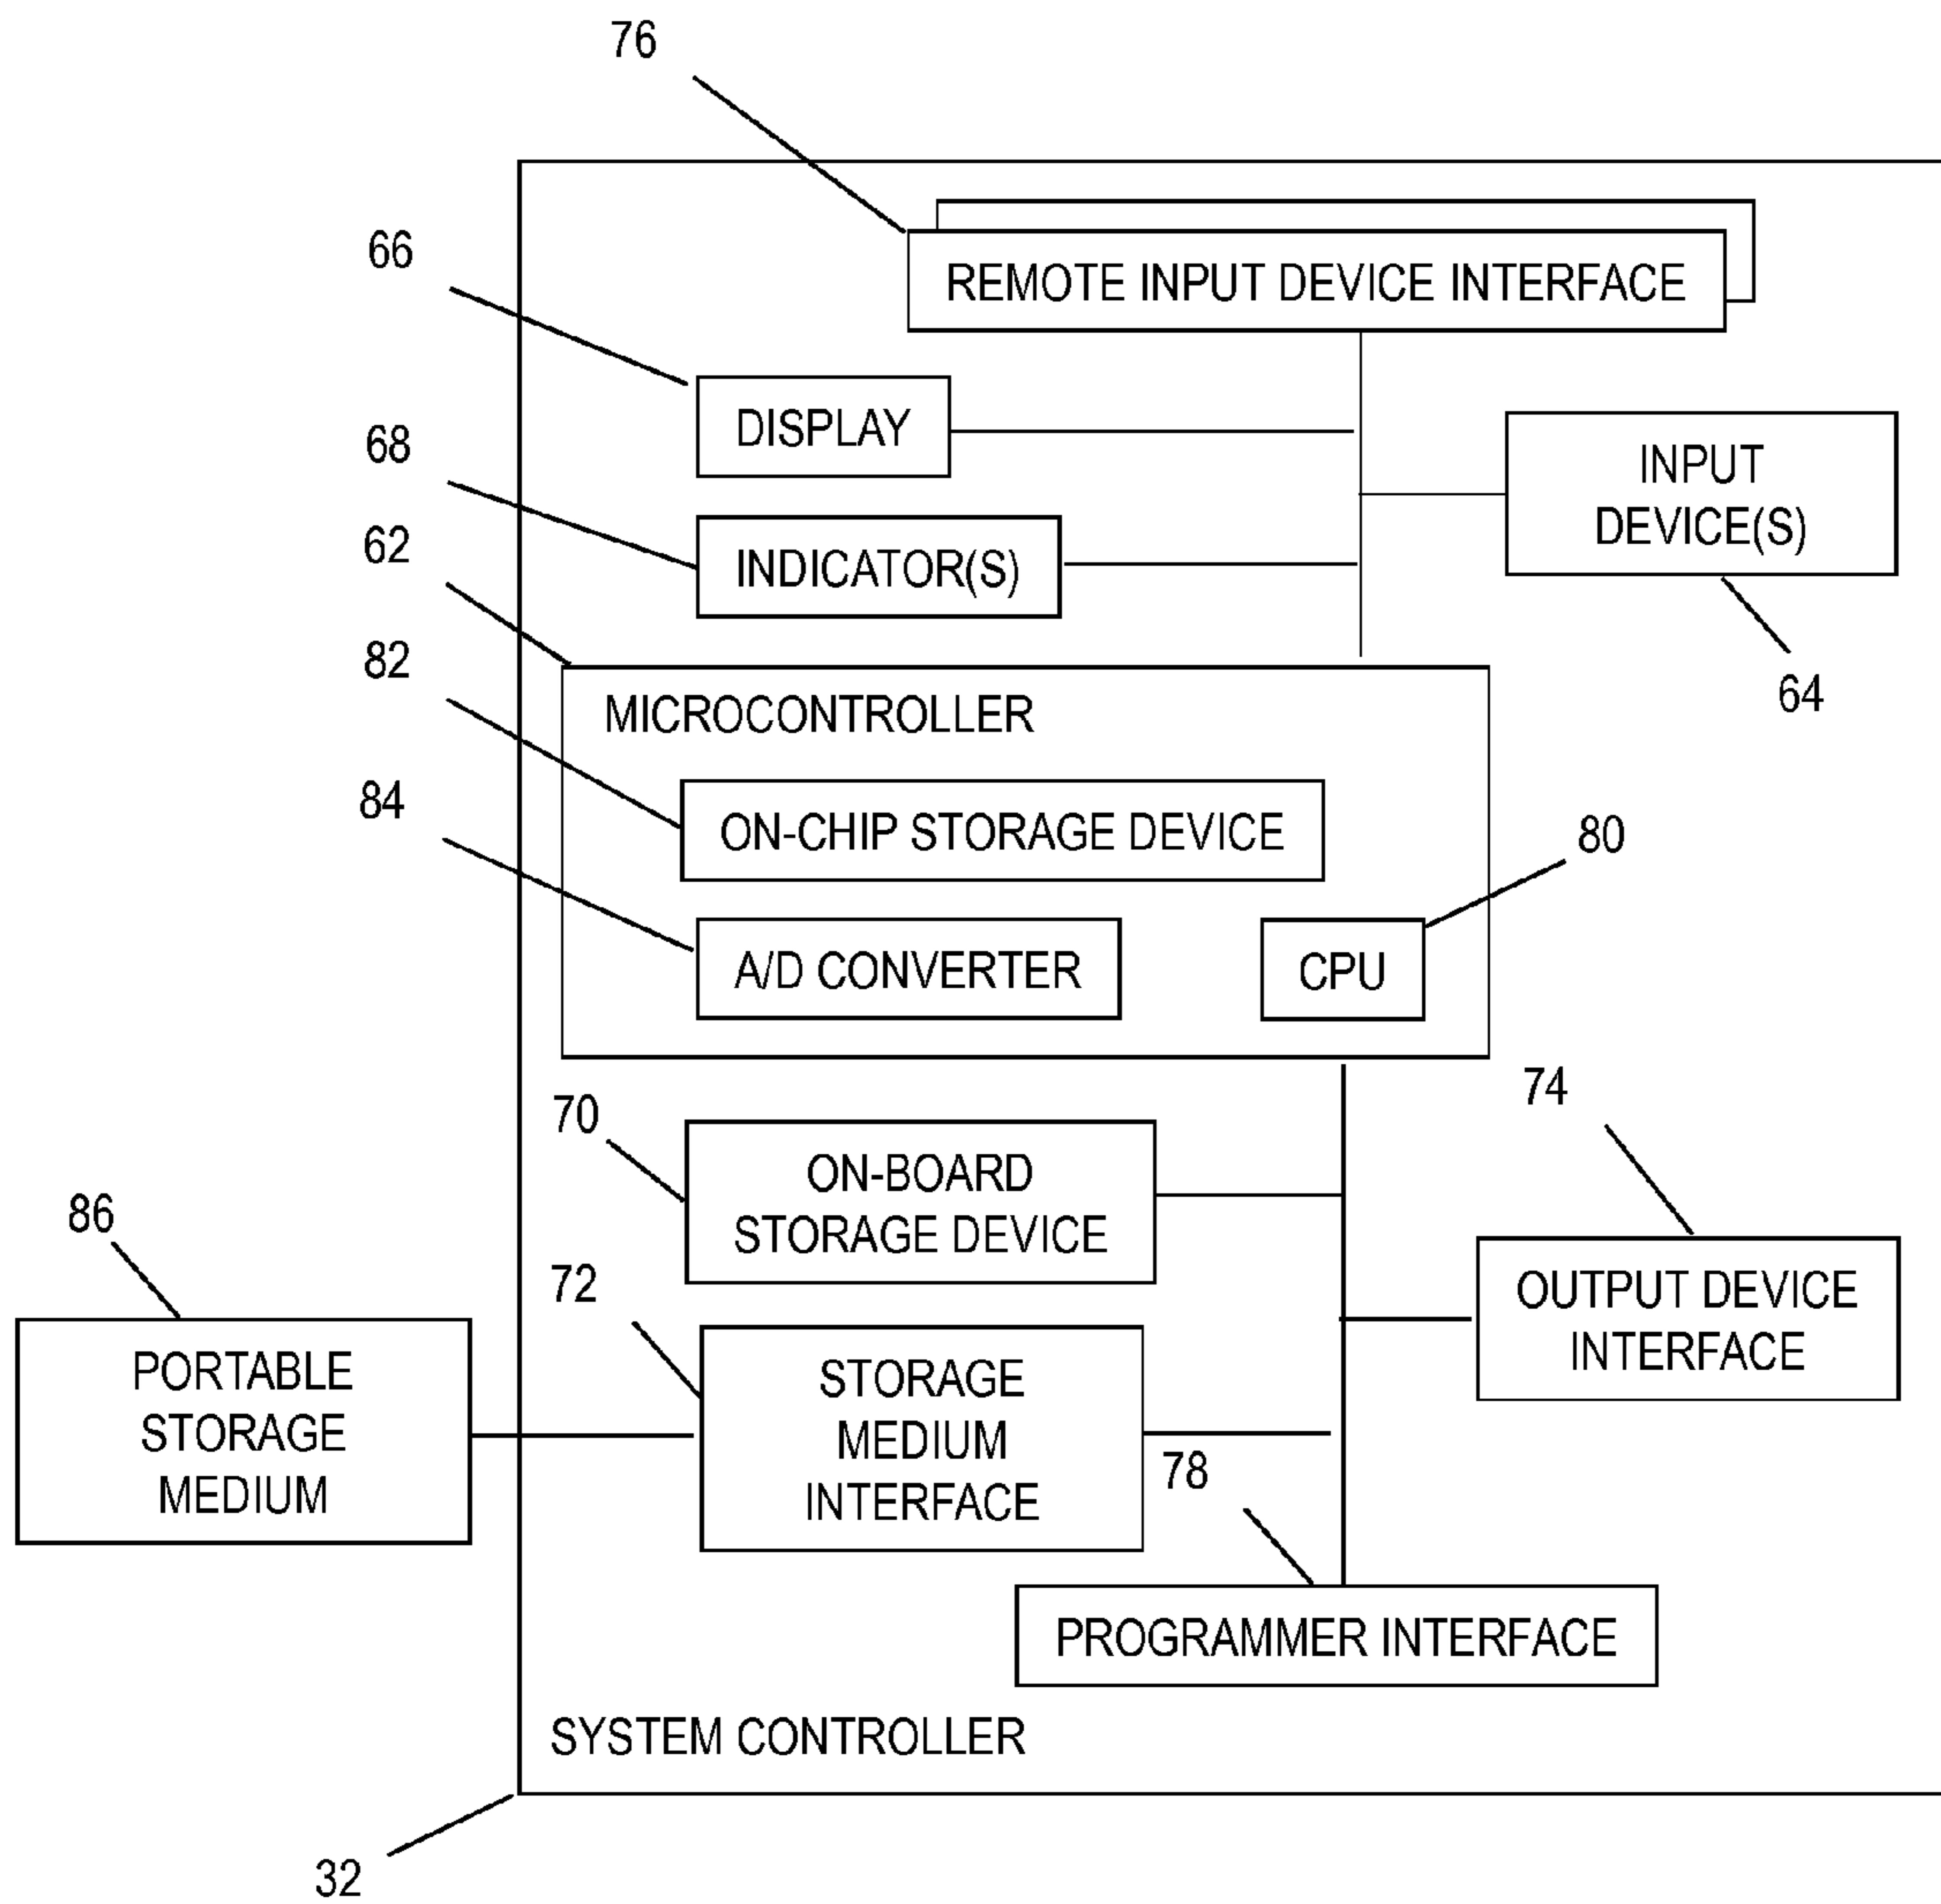 76
REMOTE INPUT DEVICE INTERFACE
66
DISPLAY
68
INPUT
DEVICE(S)
62
INDICATOR(S)
82
64
MICROCONTROLLER
84
ON-CHIP STORAGE DEVICE
80
A/D CONVERTER
CPU
70
74
ON-BOARD
STORAGE DEVICE
86
72
OUTPUT DEVICE
INTERFACE
PORTABLE
STORAGE
MEDIUM
STORAGE
MEDIUM
INTERFACE
78
PROGRAMMER INTERFACE
SYSTEM CONTROLLER
32